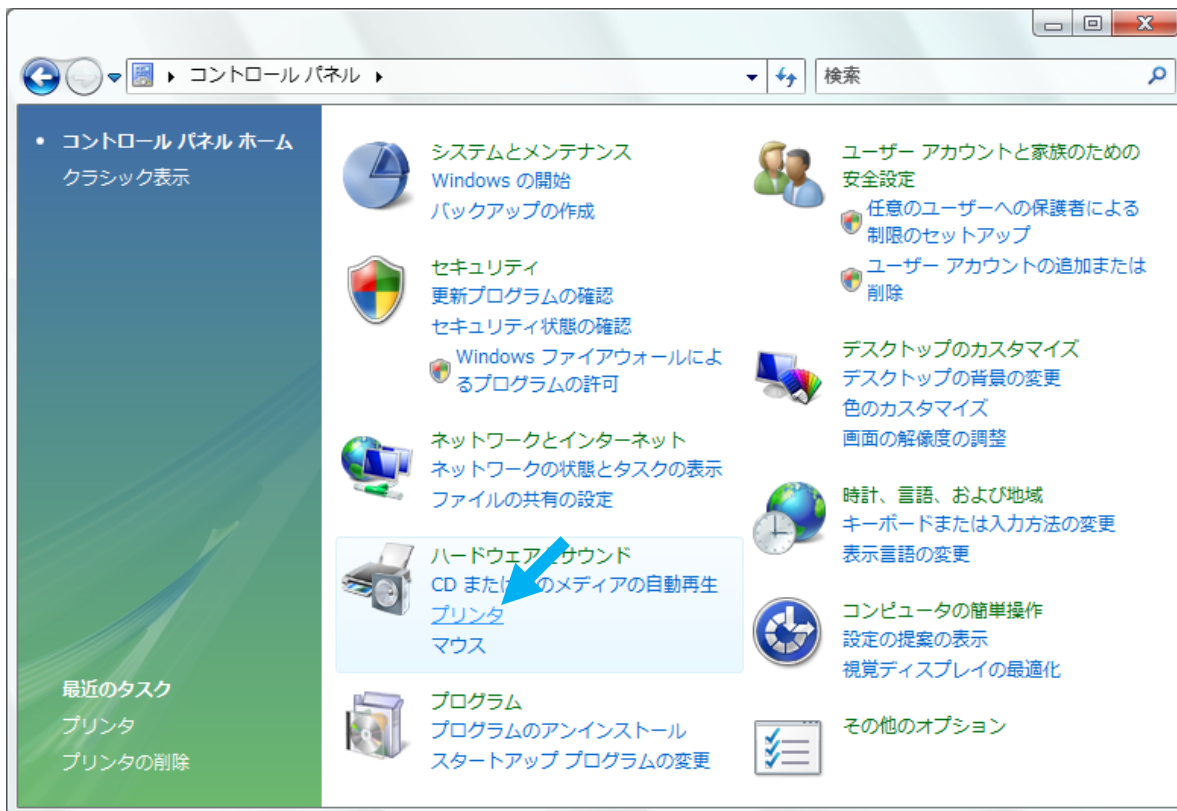 コントロール パネル
検索
コントロール パネル ホーム
クラシック表示
最近のタスク
プリンタ
プリンタの削除
システムとメンテナンス
Windows の開始
バックアップの作成
セキュリティ
更新プログラムの確認
セキュリティ状態の確認
Windows ファイアウォールによ
るプログラムの許可
ネットワークとインターネット
ネットワークの状態とタスクの表示
ファイルの共有の設定
ハードウェアとサウンド
CD または のメディアの自動再生
プリンタ
マウス
プログラム
プログラムのアンインストール
スタートアップ プログラムの変更
ユーザー アカウントと家族のための
安全設定
任意のユーザーへの保護者による
制限のセットアップ
ユーザー アカウントの追加または
削除
デスクトップのカスタマイズ
デスクトップの背景の変更
色のカスタマイズ
画面の解像度の調整
時計、言語、および地域
キーボードまたは入力方法の変更
表示言語の変更
コンピュータの簡単操作
設定の提案の表示
視覚ディスプレイの最適化
その他のオプション